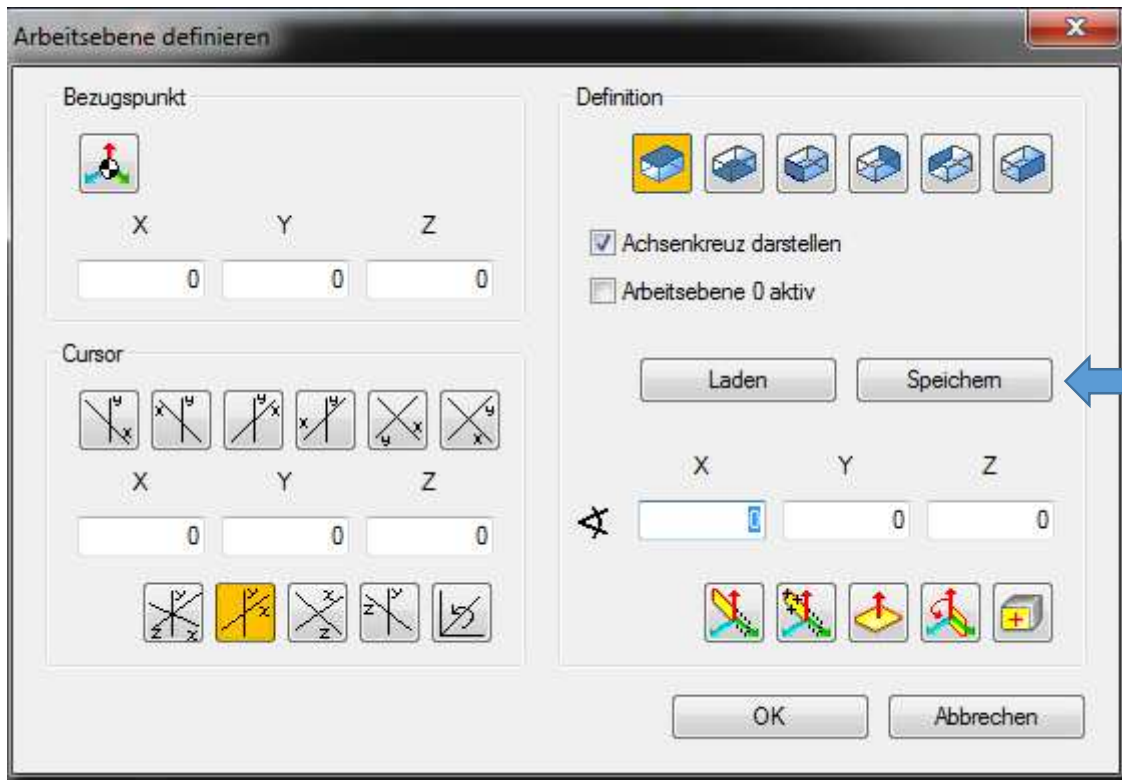 Arbeitsebene definieren
Bezugspunkt
X Y Z
0 0 0
Cursor
y x
x y
y x
x y
y x
y x
X Y Z
0 0 0
y z x
y x
x z
z y
Definition
Achsenkreuz darstellen
Arbeitsebene 0 aktiv
Laden Speichern
X Y Z
0 0 0
OK Abbrechen